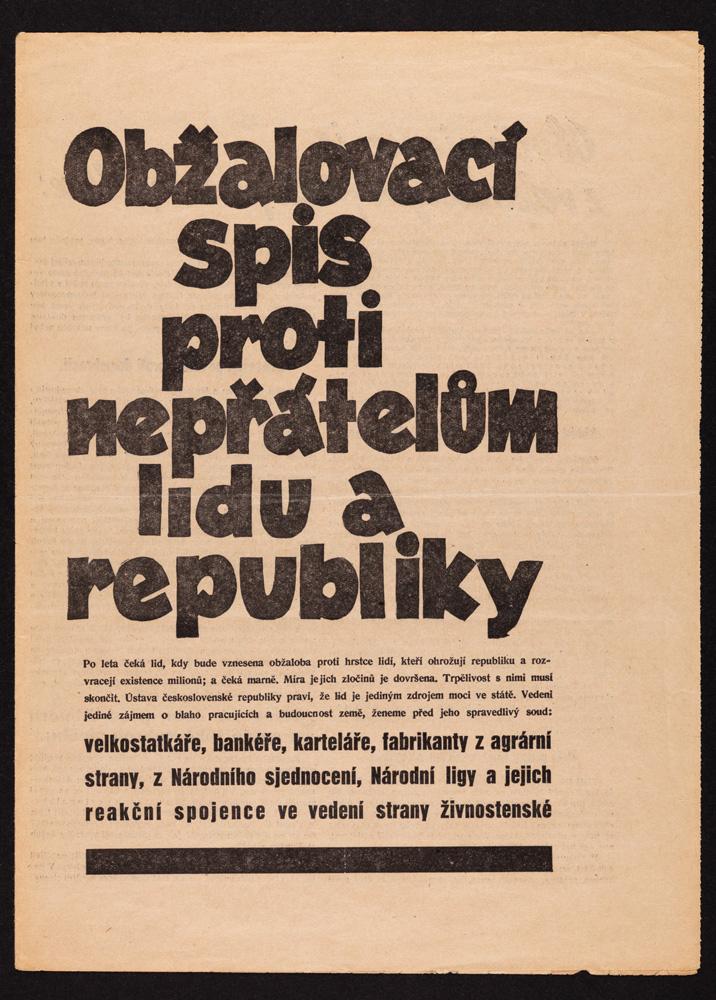 Obžalovací
spis
proti
nepřátelům
lidu a
republiky
Po leta čeká lid, kdy bude vznesena obžaloba proti hrstce lidí, kteří ohrožují republiku a roz-
vracejí existence milionů; a čeká marně. Míra jejich zločinů je dovršena. Trpělivost s nimi musí
skončit. Ústava československé republiky praví, že lid je jediným zdrojem moci ve státě. Vedeni
jedině zájmem o blaho pracujících a budoucnost země, ženeme před jeho spravedlivý soud:
velkostatkáře, bankéře, karteláře, fabrikanty z agrární
strany, z Národního sjednocení, Národní ligy a jejich
reakční spojence ve vedení strany živnostenské